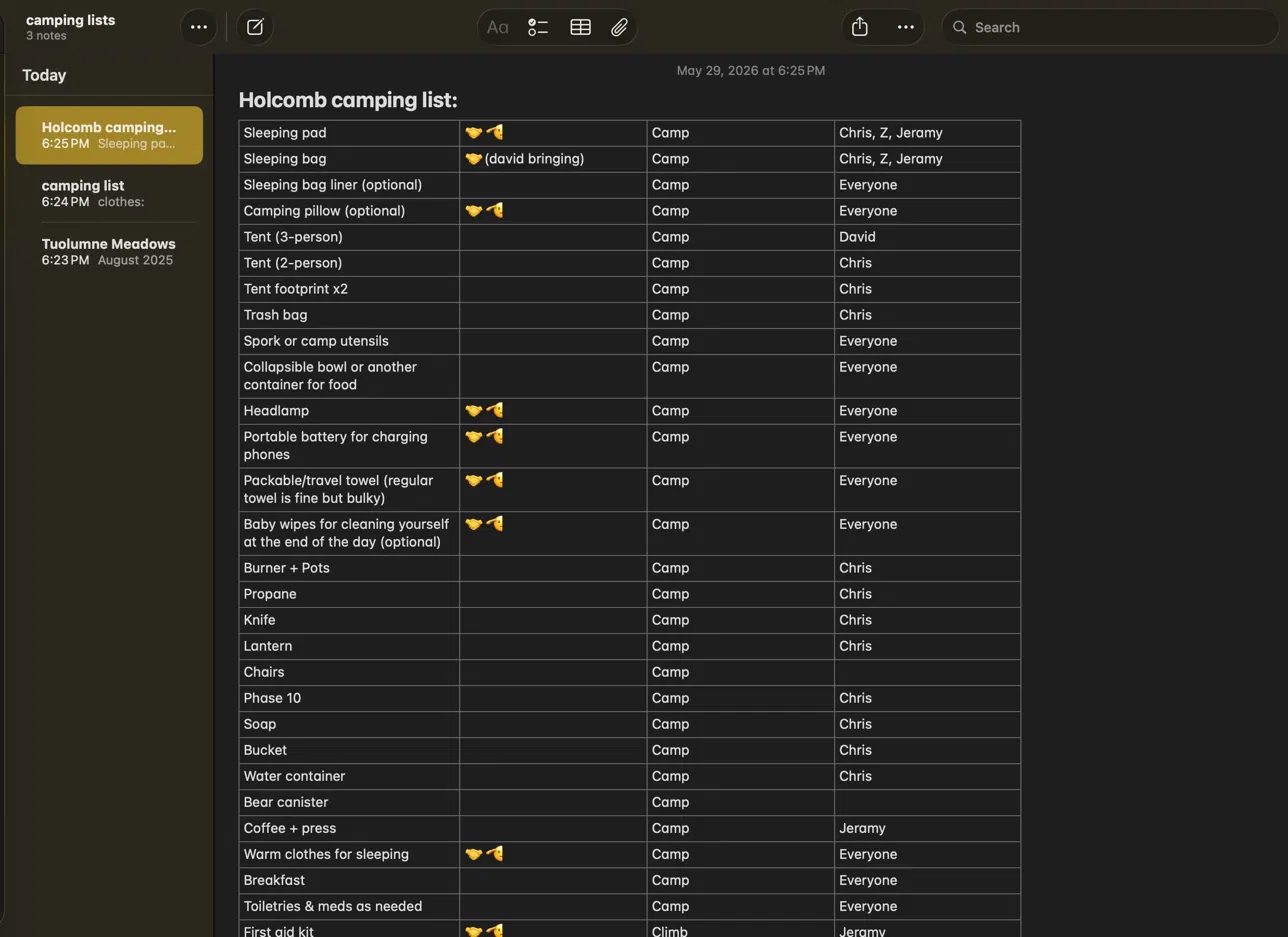 camping lists
3 notes
Aa
Search
Today
Holcomb camping...
6:25 PM Sleeping pa...
camping list
6:24 PM clothes:
Tuolumne Meadows
6:23 PM August 2025
May 29, 2026 at 6:25 PM
Holcomb camping list:
Sleeping pad 🤝🫡 Camp Chris, Z, Jeramy
Sleeping bag 🤝(david bringing) Camp Chris, Z, Jeramy
Sleeping bag liner (optional) Camp Everyone
Camping pillow (optional) 🤝🫡 Camp Everyone
Tent (3-person) Camp David
Tent (2-person) Camp Chris
Tent footprint x2 Camp Chris
Trash bag Camp Chris
Spork or camp utensils Camp Everyone
Collapsible bowl or another Camp Everyone
container for food
Headlamp 🤝🫡 Camp Everyone
Portable battery for charging 🤝🫡 Camp Everyone
phones
Packable/travel towel (regular 🤝🫡 Camp Everyone
towel is fine but bulky)
Baby wipes for cleaning yourself 🤝🫡 Camp Everyone
at the end of the day (optional)
Burner + Pots Camp Chris
Propane Camp Chris
Knife Camp Chris
Lantern Camp Chris
Chairs Camp
Phase 10 Camp Chris
Soap Camp Chris
Bucket Camp Chris
Water container Camp Chris
Bear canister Camp
Coffee + press Camp Jeramy
Warm clothes for sleeping 🤝🫡 Camp Everyone
Breakfast Camp Everyone
Toiletries & meds as needed Camp Everyone
First aid kit 🤝🫡 Climb Jeramy